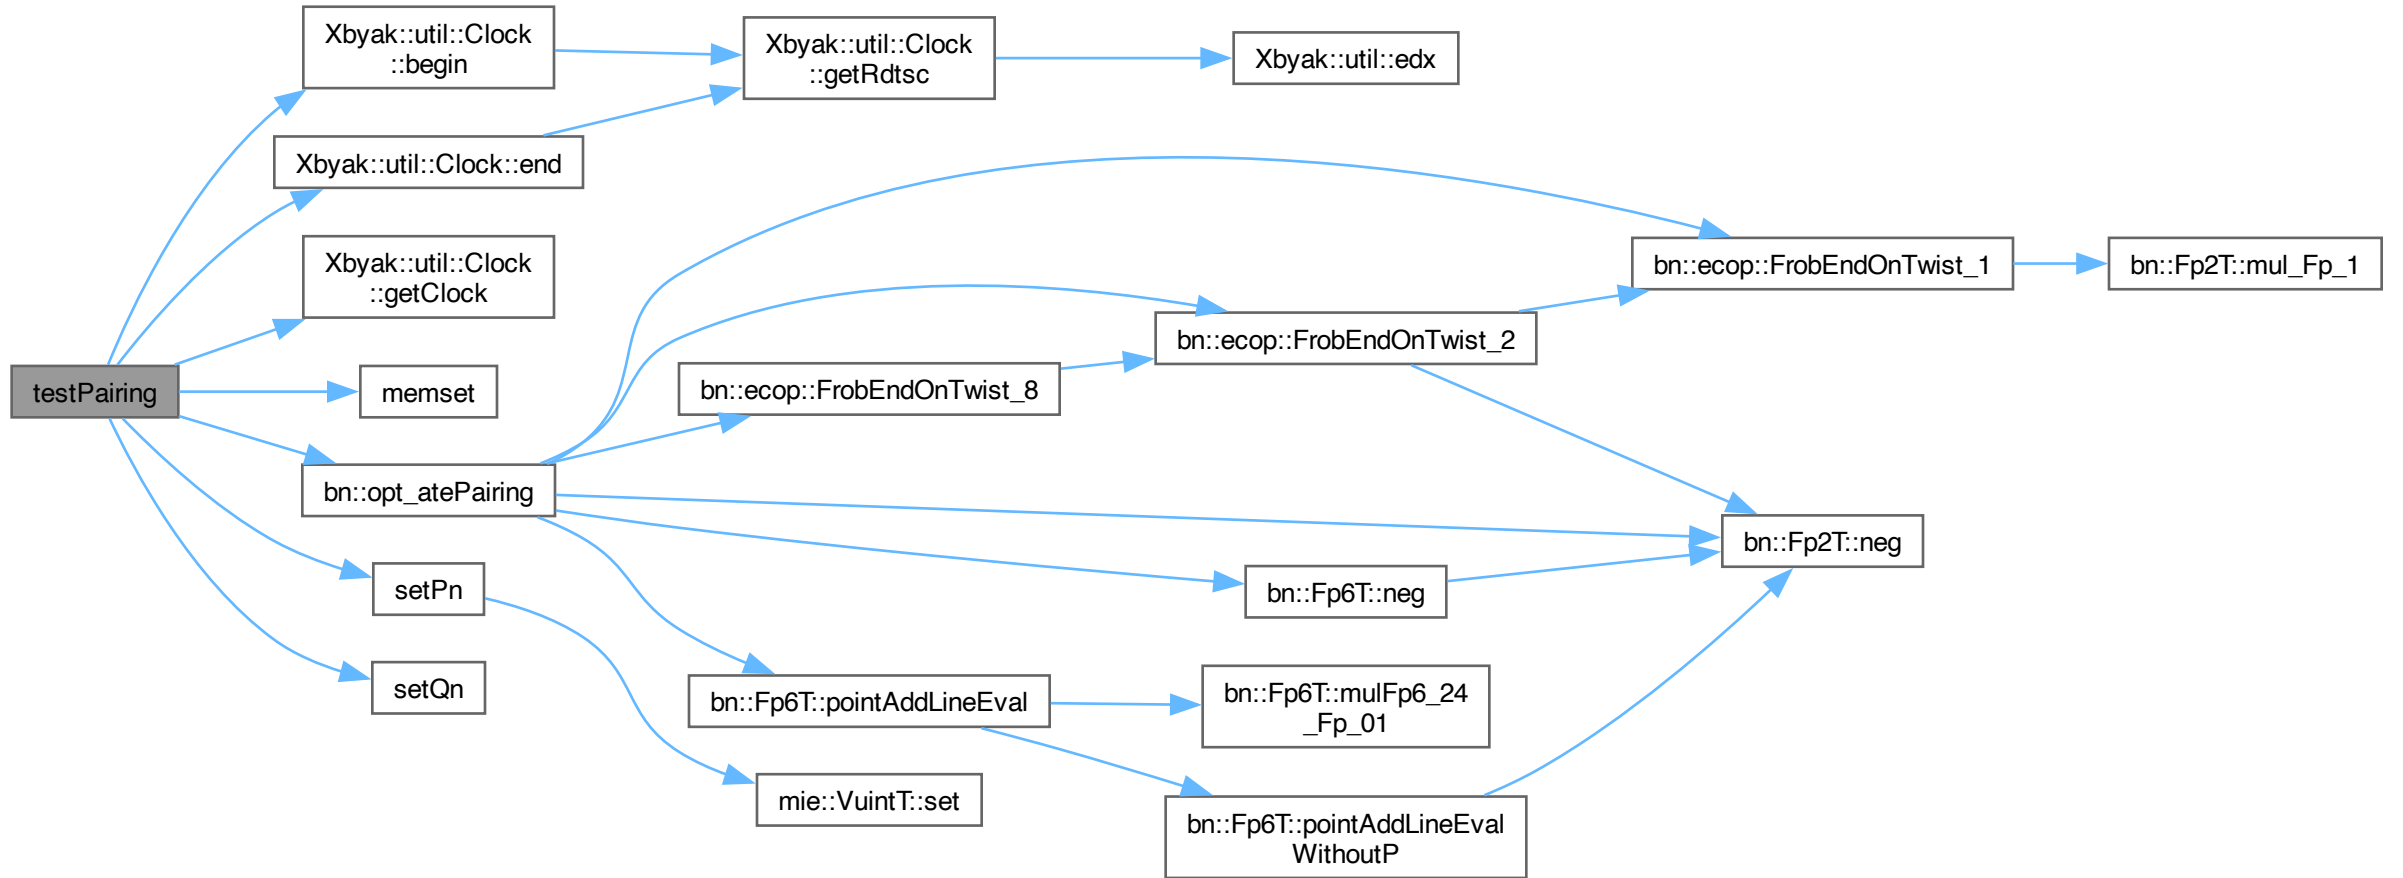 testPairing
Xbyak::util::Clock
::begin
Xbyak::util::Clock
::getRdtsc
Xbyak::util::edx
Xbyak::util::Clock::end
Xbyak::util::Clock
::getClock
memset
bn::opt_atePairing
bn::ecop::FrobEndOnTwist_8
bn::ecop::FrobEndOnTwist_2
bn::ecop::FrobEndOnTwist_1
bn::Fp2T::mul_Fp_1
bn::Fp2T::neg
bn::Fp6T::neg
bn::Fp6T::pointAddLineEval
bn::Fp6T::mulFp6_24
_Fp_01
bn::Fp6T::pointAddLineEval
WithoutP
setPn
mie::VuintT::set
setQn